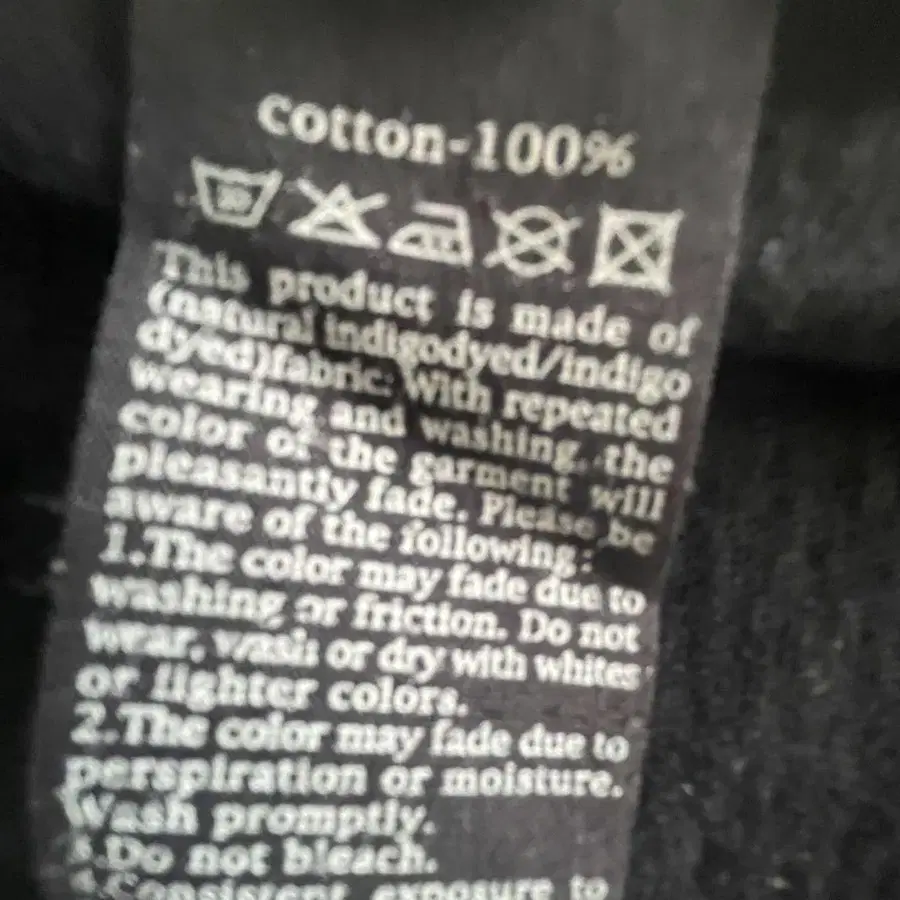 cotton-100%
30
This product is made of
(natural indigodyed/indigo
dyed)fabric: With repeated
wearing and washing, the
color of the garment will
pleasantly fade. Please be
aware of the following:
1.The color may fade due to
washing or friction. Do not
wear, wash or dry with whites
or lighter colors.
2.The color may fade due to
perspiration or moisture.
Wash promptly.
3.Do not bleach.
4.Consistent exposure to